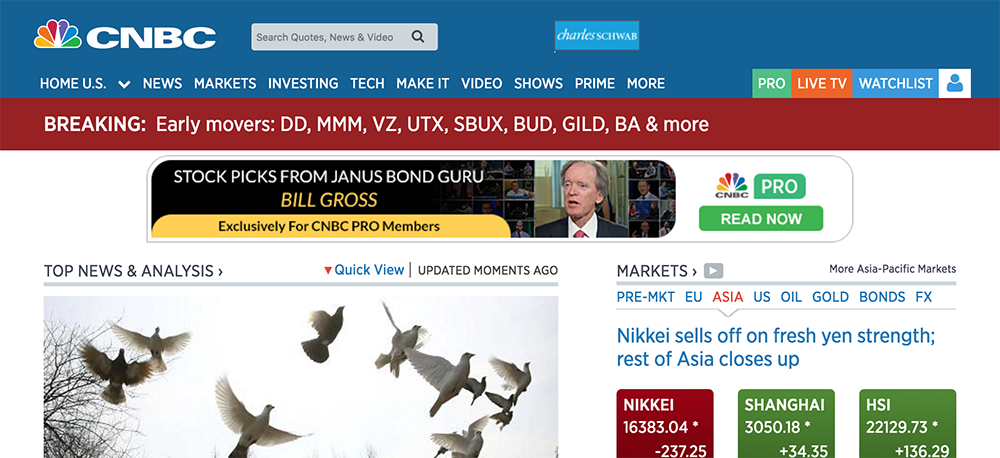 CNBC
Search Quotes, News & Video
charles SCHWAB
HOME U.S. NEWS MARKETS INVESTING TECH MAKE IT VIDEO SHOWS PRIME MORE
PRO LIVE TV WATCHLIST
BREAKING: Early movers: DD, MMM, VZ, UTX, SBUX, BUD, GILD, BA & more
STOCK PICKS FROM JANUS BOND GURU
BILL GROSS
Exclusively For CNBC PRO Members
CNBC PRO
READ NOW
TOP NEWS & ANALYSIS ›
Quick View | UPDATED MOMENTS AGO
MARKETS ›
More Asia-Pacific Markets
PRE-MKT EU ASIA US OIL GOLD BONDS FX
Nikkei sells off on fresh yen strength;
rest of Asia closes up
NIKKEI
16383.04 *
-237.25
SHANGHAI
3050.18 *
+34.35
HSI
22129.73 *
+136.29